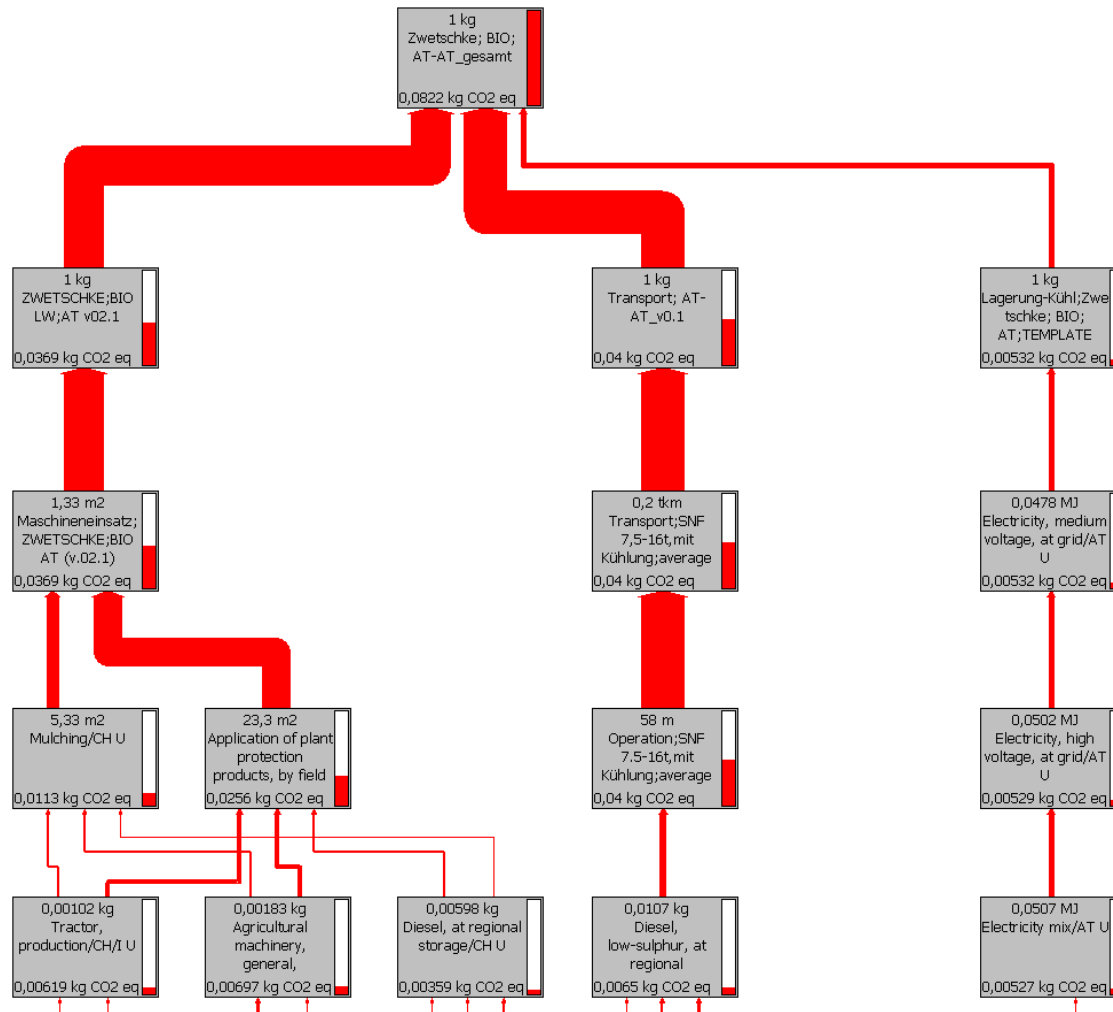 1 kg
Zwetschke; BIO;
AT-AT_gesamt
0,0822 kg CO2 eq
1 kg
ZWETSCHKE;BIO
LW;AT v02.1
0,0369 kg CO2 eq
1 kg
Transport; AT-
AT_v0.1
0,04 kg CO2 eq
1 kg
Lagerung-Kühl;Zwe
tschke; BIO;
AT;TEMPLATE
0,00532 kg CO2 eq
1,33 m2
Maschineneinsatz;
ZWETSCHKE;BIO
AT (v.02.1)
0,0369 kg CO2 eq
0,2 tkm
Transport;SNF
7,5-16t,mit
Kühlung;average
0,04 kg CO2 eq
0,0478 MJ
Electricity, medium
voltage, at grid/AT
U
0,00532 kg CO2 eq
5,33 m2
Mulching/CH U
0,0113 kg CO2 eq
23,3 m2
Application of plant
protection
products, by field
0,0256 kg CO2 eq
58 m
Operation;SNF
7.5-16t,mit
Kühlung;average
0,04 kg CO2 eq
0,0502 MJ
Electricity, high
voltage, at grid/AT
U
0,00529 kg CO2 eq
0,00102 kg
Tractor,
production/CH/I U
0,00619 kg CO2 eq
0,00183 kg
Agricultural
machinery,
general,
0,00697 kg CO2 eq
0,00598 kg
Diesel, at regional
storage/CH U
0,00359 kg CO2 eq
0,0107 kg
Diesel,
low-sulphur, at
regional
0,0065 kg CO2 eq
0,0507 MJ
Electricity mix/AT U
0,00527 kg CO2 eq